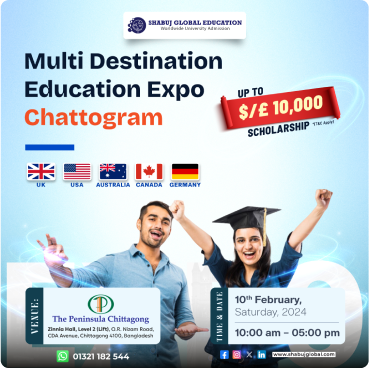 SHABUJ GLOBAL EDUCATION
Worldwide University Admission
Multi Destination
Education Expo
Chattogram
UP TO
$/£ 10,000
SCHOLARSHIP *T&C Apply!
UK USA AUSTRALIA CANADA GERMANY
VENUE:
The Peninsula Chittagong
Zinnia Hall, Level 2 (Lift), O.R. Nizam Road,
CDA Avenue, Chittagong 4100, Bangladesh
TIME & DATE
10th February,
Saturday, 2024
10:00 am - 05:00 pm
01321 182 544
www.shabujglobal.com